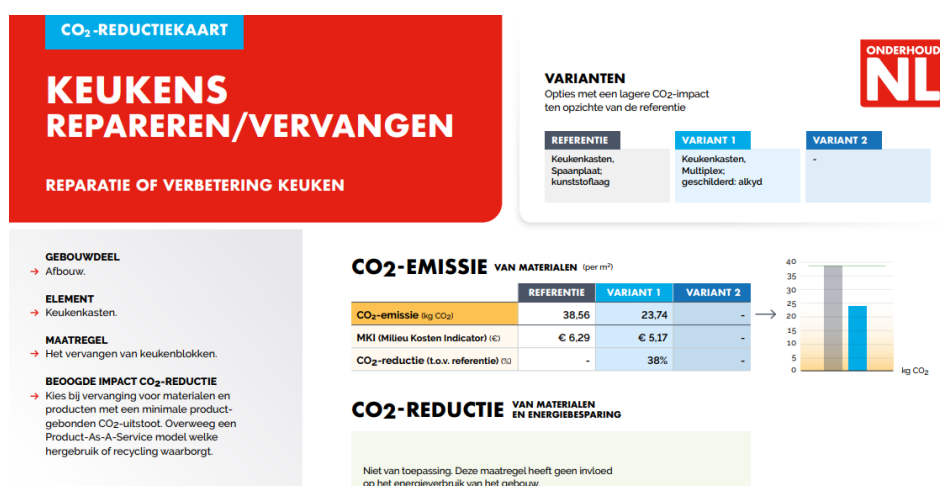 CO₂-REDUCTIEKAART
KEUKENS
REPAREREN/VERVANGEN
REPARATIE OF VERBETERING KEUKEN
VARIANTEN
Opties met een lagere CO₂-impact
ten opzichte van de referentie
ONDERHOUD
NL
REFERENTIE VARIANT 1 VARIANT 2
Keukenkasten, Keukenkasten, -
Spaanplaat; Multiplex;
kunststoflaag geschilderd: alkyd
GEBOUWDEEL
→ Afbouw.
ELEMENT
→ Keukenkasten.
MAATREGEL
→ Het vervangen van keukenblokken.
BEOOGDE IMPACT CO₂-REDUCTIE
→ Kies bij vervanging voor materialen en
producten met een minimale product-
gebonden CO₂-uitstoot. Overweeg een
Product-As-A-Service model welke
hergebruik of recycling waarborgt.
CO2-EMISSIE VAN MATERIALEN (per m²)
REFERENTIE VARIANT 1 VARIANT 2
CO₂-emissie (kg CO₂) 38,56 23,74 -
MKI (Milieu Kosten Indicator) (€) € 6,29 € 5,17 -
CO₂-reductie (t.o.v. referentie) (%) - 38% -
40
35
30
25
20
15
10
5
0
kg CO₂
CO2-REDUCTIE VAN MATERIALEN
EN ENERGIEBESPARING
Niet van toepassing. Deze maatregel heeft geen invloed
op het energieverbruik van het gebouw.